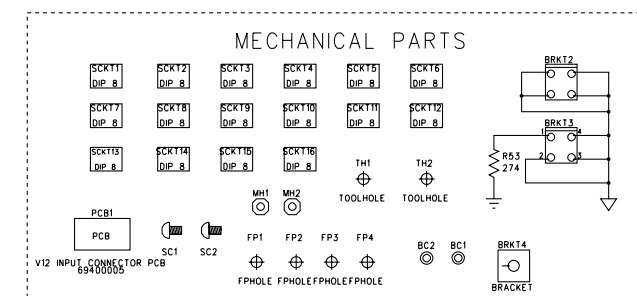 MECHANICAL PARTS
SCKT1 SCKT2 SCKT3 SCKT4 SCKT5 SCKT6
DIP 8 DIP 8 DIP 8 DIP 8 DIP 8 DIP 8
SCKT7 SCKT8 SCKT9 SCKT10 SCKT11 SCKT12
DIP 8 DIP 8 DIP 8 DIP 8 DIP 8 DIP 8
SCKT13 SCKT14 SCKT15 SCKT16
DIP 8 DIP 8 DIP 8 DIP 8
BRKT2
BRKT3
1 4
2 3
R53
274
TH1 TH2
TOOLHOLE TOOLHOLE
MH1 MH2
PCB1
PCB
V12 INPUT CONNECTOR PCB
69400005
SC1 SC2
FP1 FP2 FP3 FP4
FPHOLE FPHOLE FPHOLE FPHOLE
BC2 BC1
BRKT4
BRACKET